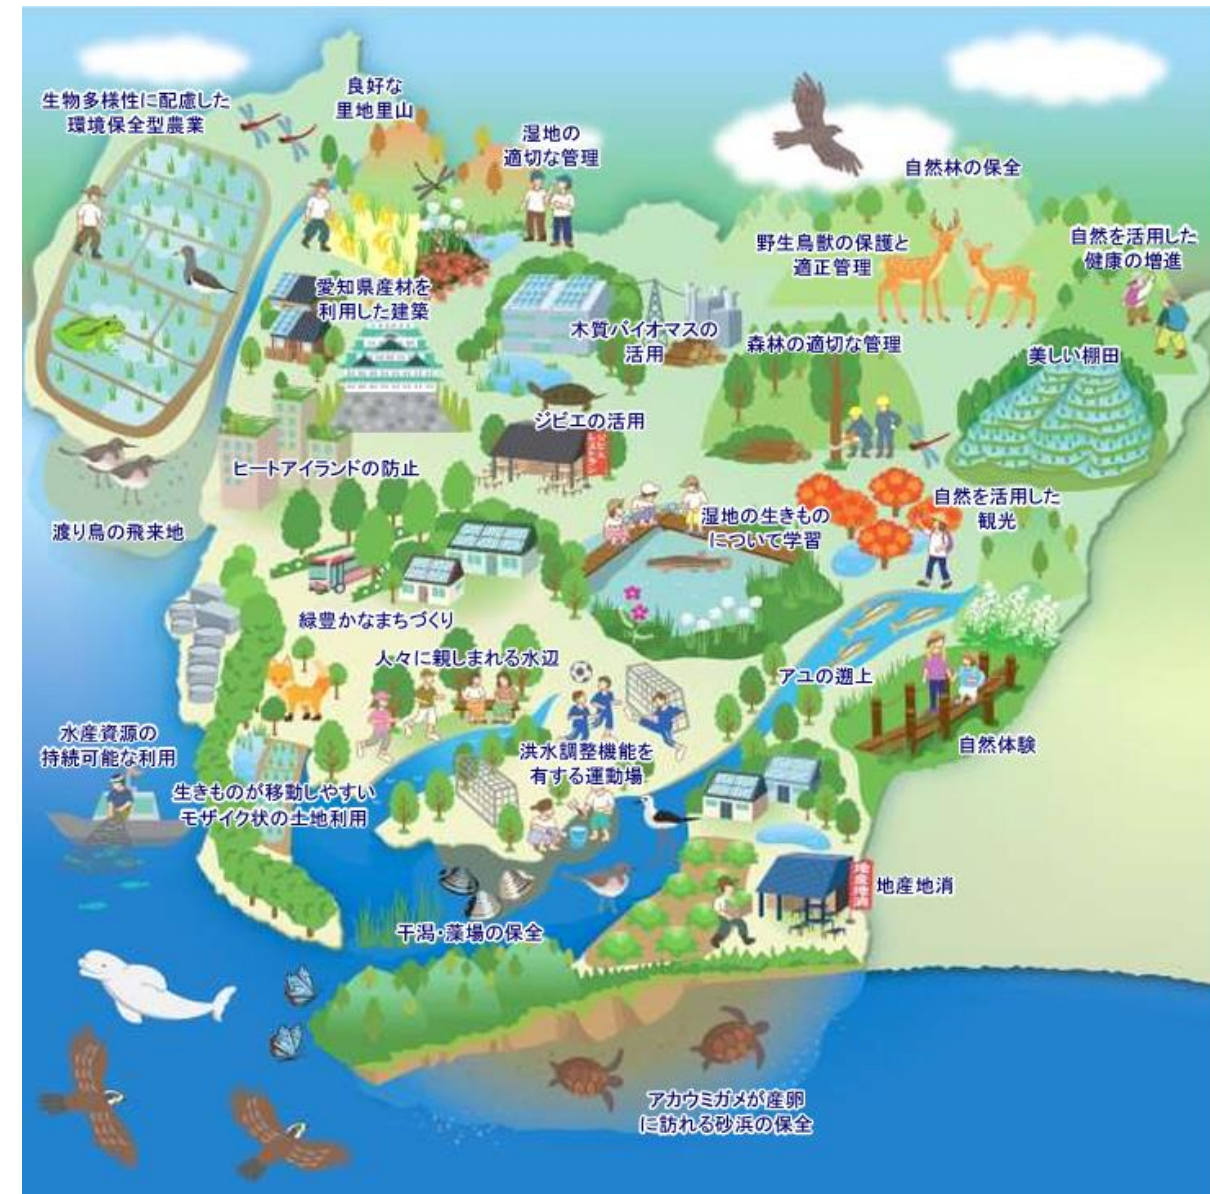 生物多様性に配慮した
環境保全型農業
良好な
里地里山
湿地の
適切な管理
自然林の保全
野生鳥獣の保護と
適正管理
自然を活用した
健康の増進
愛知県産材を
利用した建築
木質バイオマスの
活用
森林の適切な管理
美しい棚田
ジビエの活用
ジビエ
レストラン
ヒートアイランドの防止
渡り鳥の飛来地
湿地の生きもの
について学習
自然を活用した
観光
緑豊かなまちづくり
人々に親しまれる水辺
アユの遡上
自然体験
水産資源の
持続可能な利用
洪水調整機能を
有する運動場
生きものが移動しやすい
モザイク状の土地利用
地産地消
地産地消
干潟・藻場の保全
アカウミガメが産卵
に訪れる砂浜の保全